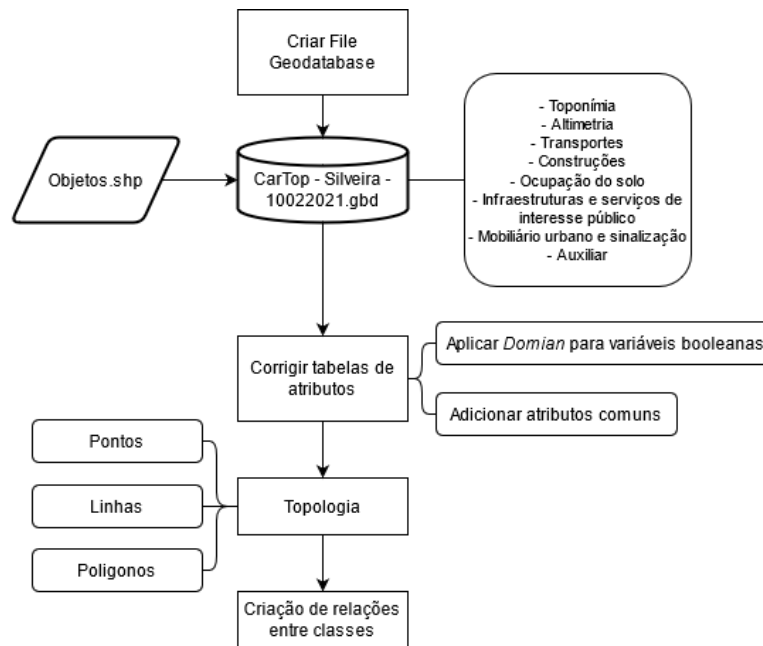 Criar File
Geodatabase
Objetos.shp
CarTop - Silveira -
10022021.gbd
- Toponímia
- Altimetria
- Transportes
- Construções
- Ocupação do solo
- Infraestruturas e serviços de
interesse público
- Mobiliário urbano e sinalização
- Auxiliar
Corrigir tabelas de
atributos
Aplicar Domian para variáveis booleanas
Adicionar atributos comuns
Pontos
Linhas
Poligonos
Topologia
Criação de relações
entre classes